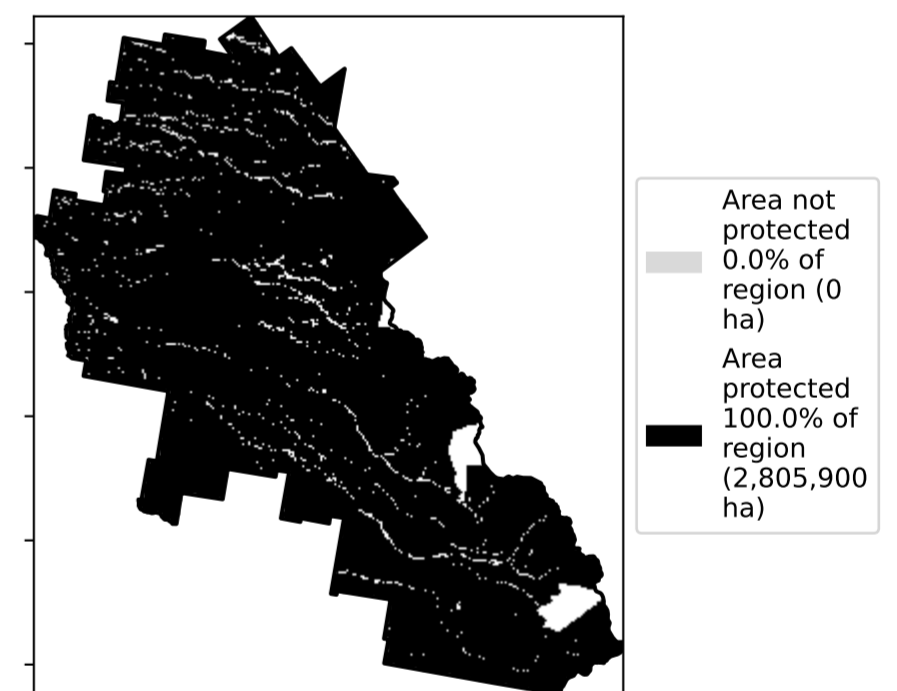 Area not
protected
0.0% of
region (0
ha)
Area
protected
100.0% of
region
(2,805,900
ha)